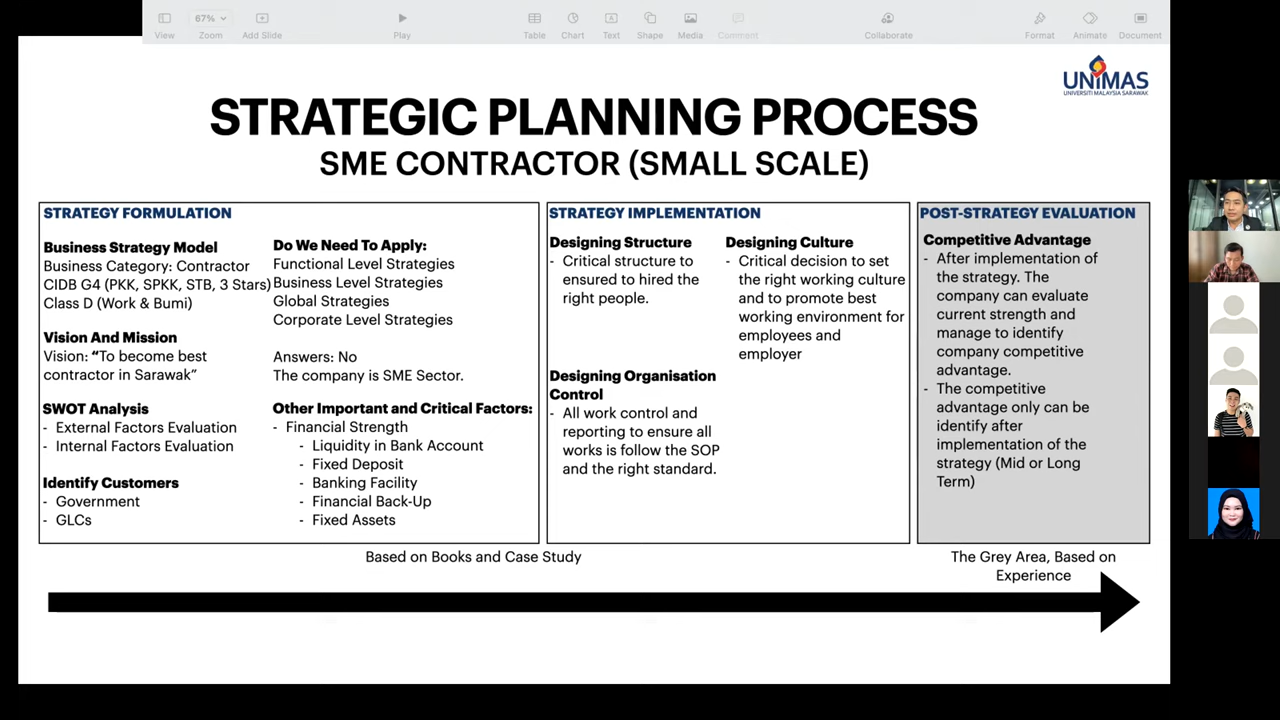 67%
View
Zoom
Add Slide
Play
Table
Chart
Text
Shape
Media
Comment
Collaborate
Format
Animate
Document
UNIMAS
UNIVERSITI MALAYSIA SARAWAK
STRATEGIC PLANNING PROCESS
SME CONTRACTOR (SMALL SCALE)
STRATEGY FORMULATION
Business Strategy Model
Business Category: Contractor
CIDB G4 (PKK, SPKK, STB, 3 Stars)
Class D (Work & Bumi)
Vision And Mission
Vision: “To become best
contractor in Sarawak”
SWOT Analysis
- External Factors Evaluation
- Internal Factors Evaluation
Identify Customers
- Government
- GLCs
Do We Need To Apply:
Functional Level Strategies
Business Level Strategies
Global Strategies
Corporate Level Strategies
Answers: No
The company is SME Sector.
Other Important and Critical Factors:
- Financial Strength
- Liquidity in Bank Account
- Fixed Deposit
- Banking Facility
- Financial Back-Up
- Fixed Assets
STRATEGY IMPLEMENTATION
Designing Structure
- Critical structure to
ensured to hired the
right people.
Designing Organisation
Control
- All work control and
reporting to ensure all
works is follow the SOP
and the right standard.
Designing Culture
- Critical decision to set
the right working culture
and to promote best
working environment for
employees and
employer
POST-STRATEGY EVALUATION
Competitive Advantage
- After implementation of
the strategy. The
company can evaluate
current strength and
manage to identify
company competitive
advantage.
- The competitive
advantage only can be
identify after
implementation of the
strategy (Mid or Long
Term)
Based on Books and Case Study
The Grey Area, Based on
Experience